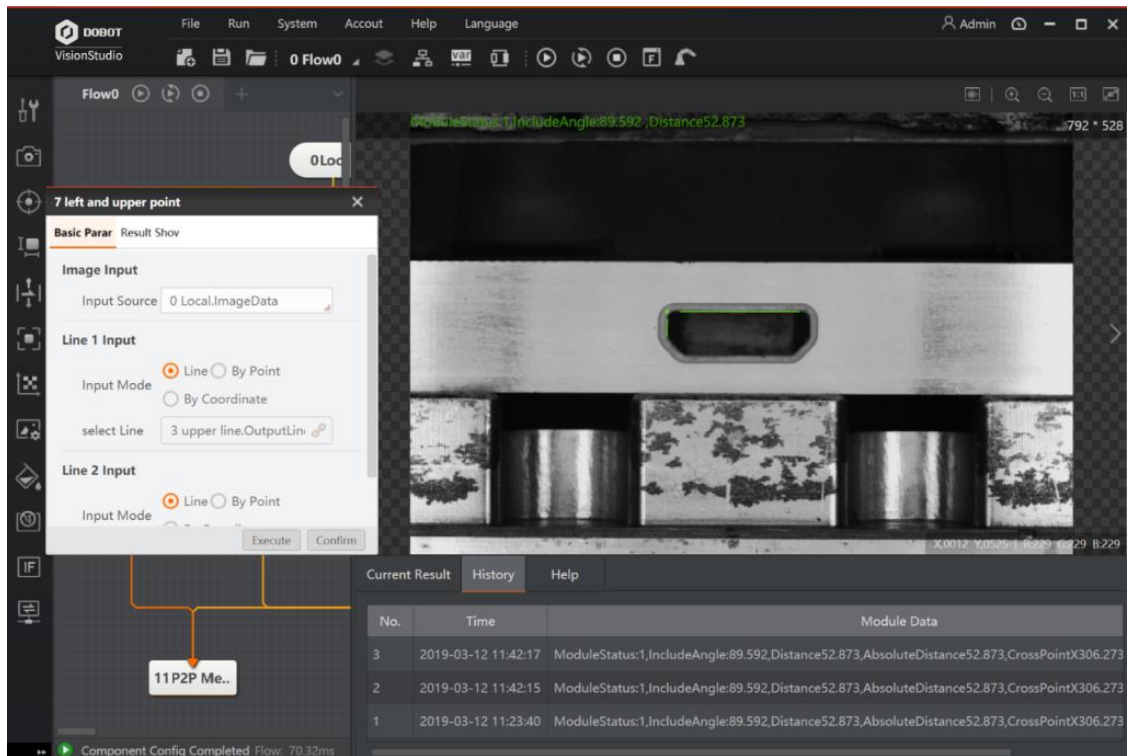 File Run System Accout Help Language
Admin
DOBOT
VisionStudio
0 Flow0
var
F
Flow0
1:1
ModuleStatus:1,IncludeAngle:89.592 ,Distance52.873
792 * 528
0Loc
7 left and upper point
Basic Parar Result Shov
Image Input
Input Source 0 Local.ImageData
Line 1 Input
Line By Point
Input Mode
By Coordinate
select Line 3 upper line.OutputLin
Line 2 Input
Line By Point
Input Mode
Execute Confirm
X,0012 Y,0525 | R:229 G:229 B:229
IF
Current Result History Help
No. Time Module Data
3 2019-03-12 11:42:17 ModuleStatus:1,IncludeAngle:89.592,Distance52.873,AbsoluteDistance52.873,CrossPointX306.273
2 2019-03-12 11:42:15 ModuleStatus:1,IncludeAngle:89.592,Distance52.873,AbsoluteDistance52.873,CrossPointX306.273
1 2019-03-12 11:23:40 ModuleStatus:1,IncludeAngle:89.592,Distance52.873,AbsoluteDistance52.873,CrossPointX306.273
11P2P Me..
Component Config Completed Flow: 70.32ms